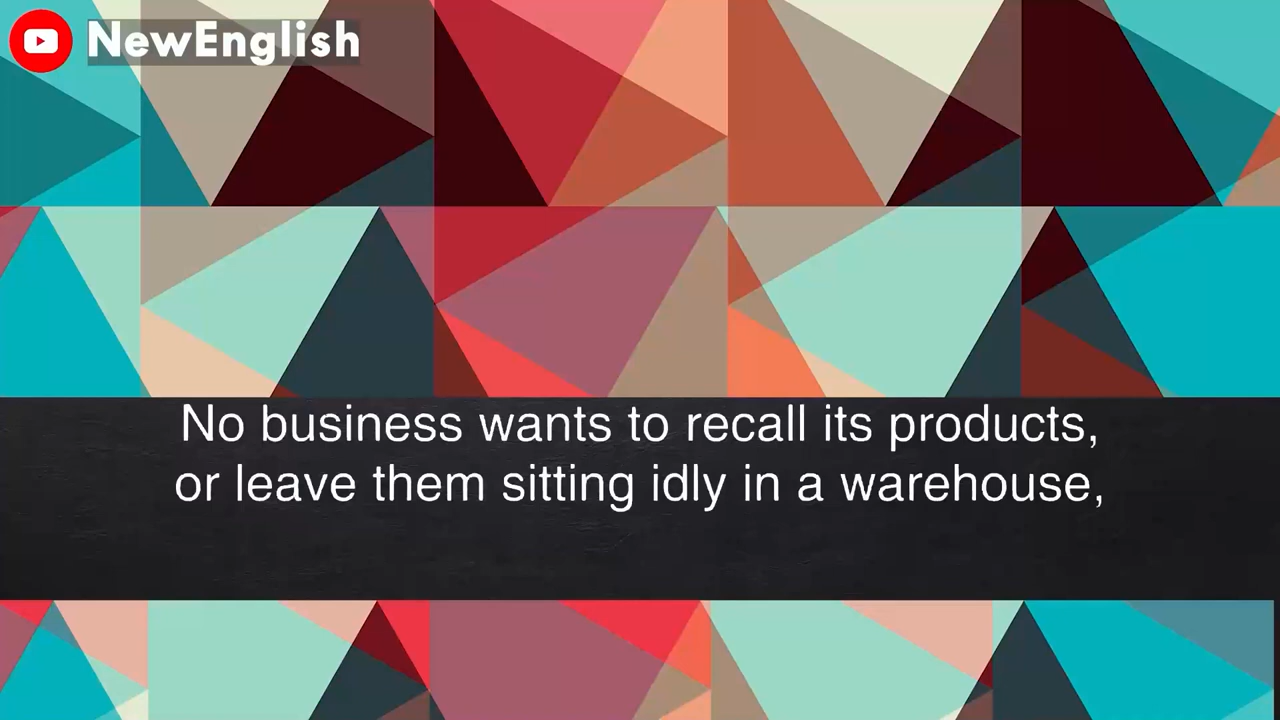 NewEnglish
No business wants to recall its products,
or leave them sitting idly in a warehouse,